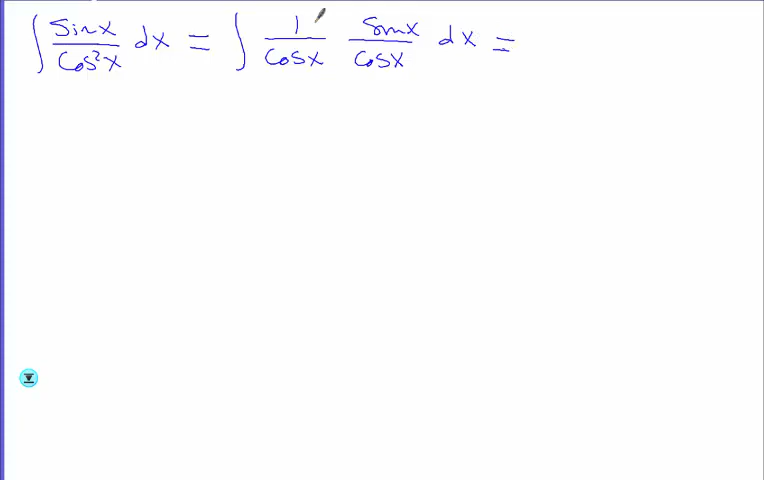 ∫ sinx/cos²x dx = ∫ 1/cosx sinx/cosx dx =